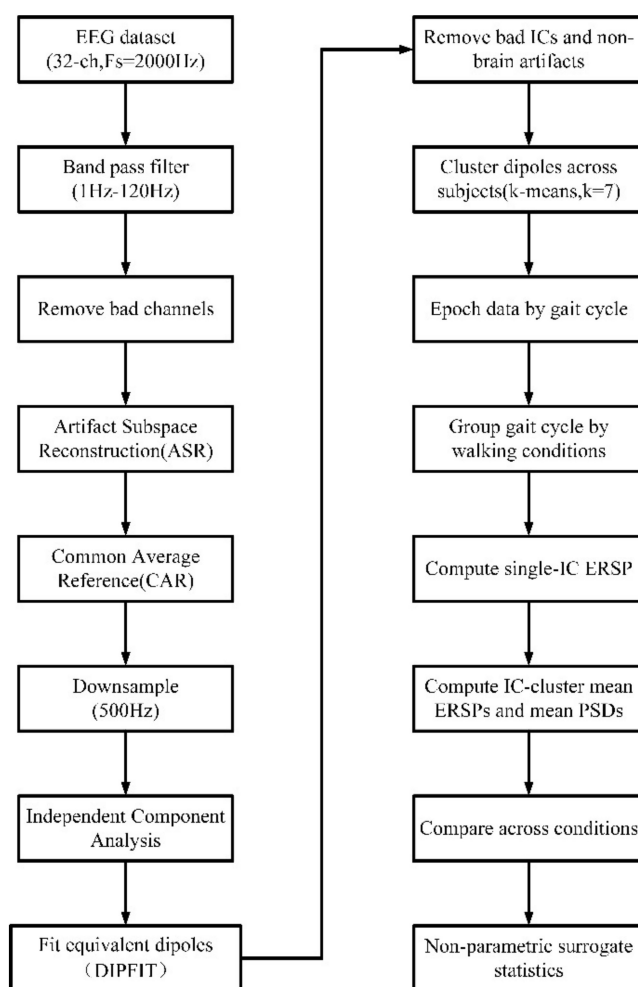 EEG dataset
(32-ch,Fs=2000Hz)
Band pass filter
(1Hz-120Hz)
Remove bad channels
Artifact Subspace
Reconstruction(ASR)
Common Average
Reference(CAR)
Downsample
(500Hz)
Independent Component
Analysis
Fit equivalent dipoles
（DIPFIT）
Remove bad ICs and non-
brain artifacts
Cluster dipoles across
subjects(k-means,k=7)
Epoch data by gait cycle
Group gait cycle by
walking conditions
Compute single-IC ERSP
Compute IC-cluster mean
ERSPs and mean PSDs
Compare across conditions
Non-parametric surrogate
statistics